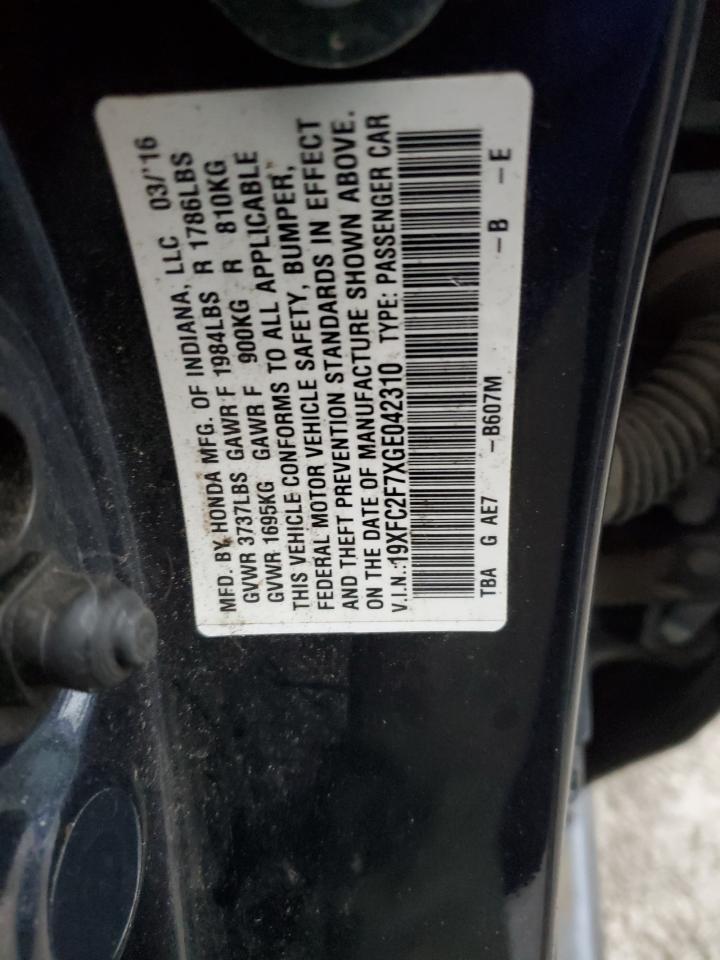 MFD. BY HONDA MFG. OF INDIANA, LLC 03/'16
GVWR 3737LBS GAWR F 1984LBS R 1786LBS
GVWR 1695KG GAWR F 900KG R 810KG
THIS VEHICLE CONFORMS TO ALL APPLICABLE
FEDERAL MOTOR VEHICLE SAFETY, BUMPER,
AND THEFT PREVENTION STANDARDS IN EFFECT
ON THE DATE OF MANUFACTURE SHOWN ABOVE.
V.I.N.:19XFC2F7XGE042310 TYPE: PASSENGER CAR
TBA G AE7 -B607M -B -E